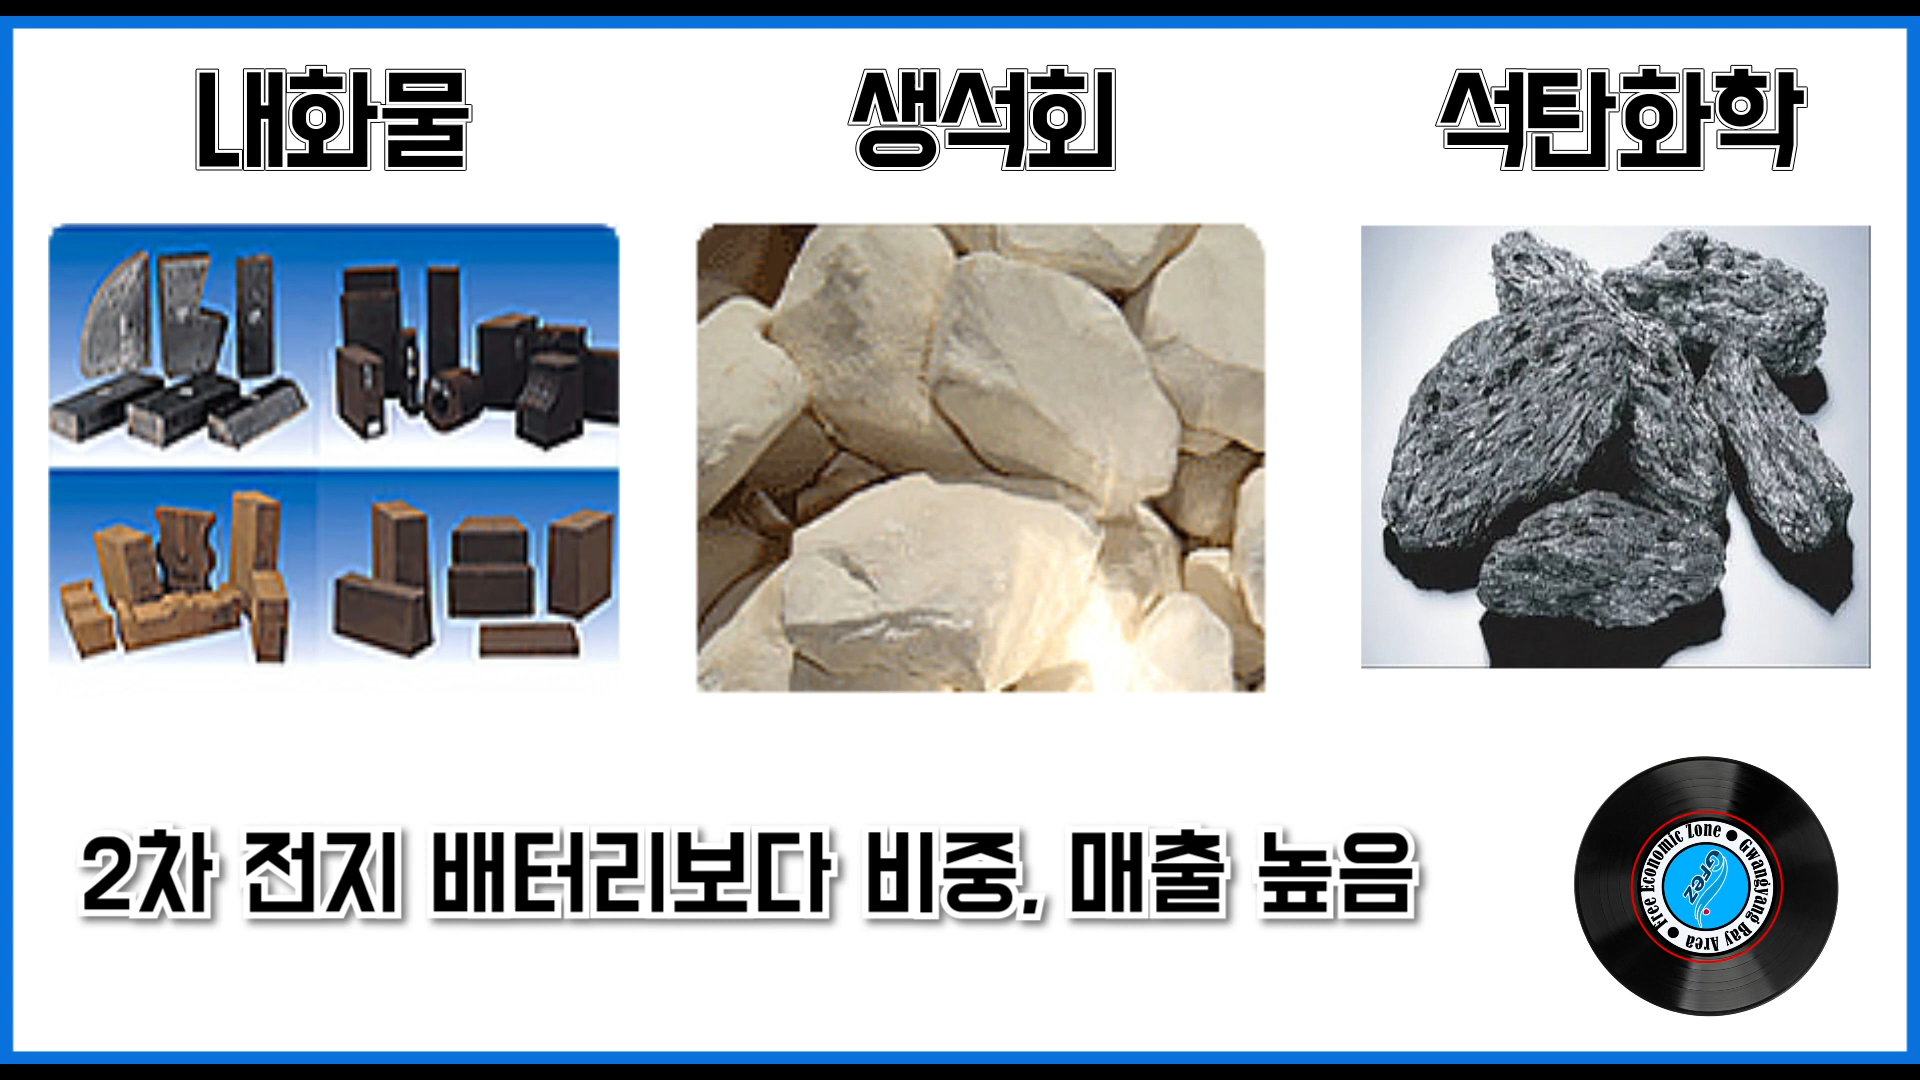 내화물
생석회
석탄화학
2차 전지 배터리보다 비중, 매출 높음
Free Economic Zone ● Gwangyang Bay Area ●
GFez